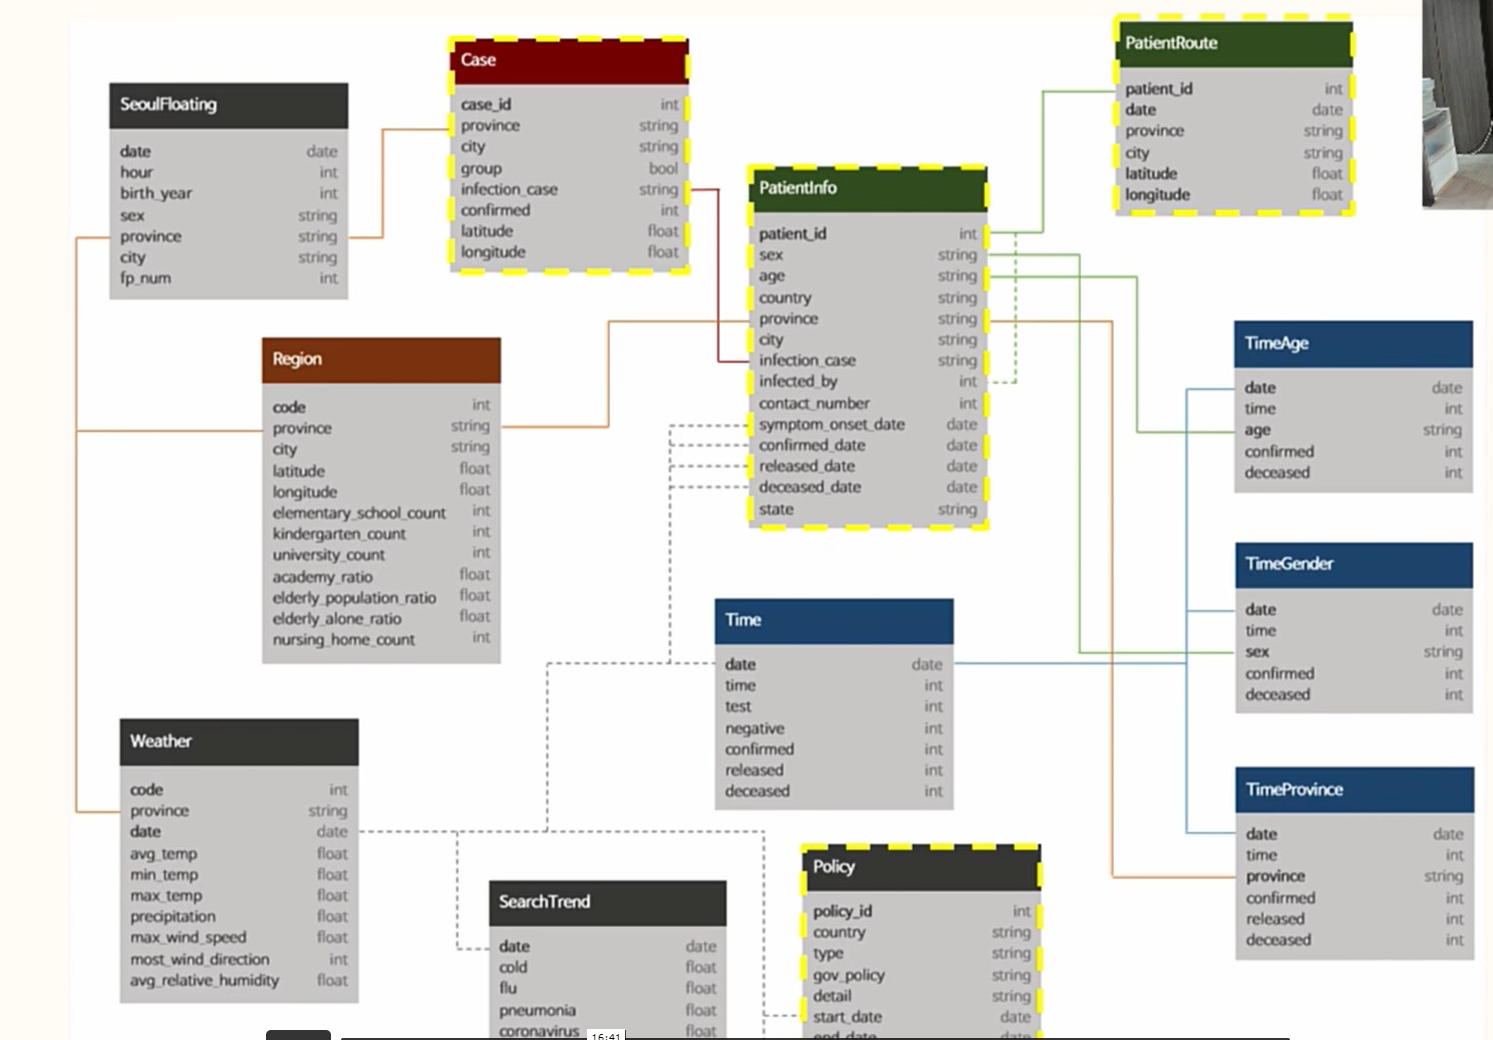 SeoulFloating
date date
hour int
birth_year int
sex string
province string
city string
fp_num int
Case
case_id int
province string
city string
group bool
infection_case string
confirmed int
latitude float
longitude float
PatientInfo
patient_id int
sex string
age string
country string
province string
city string
infection_case string
infected_by int
contact_number int
symptom_onset_date date
confirmed_date date
released_date date
deceased_date date
state string
PatientRoute
patient_id int
date date
province string
city string
latitude float
longitude float
Region
code int
province string
city string
latitude float
longitude float
elementary_school_count int
kindergarten_count int
university_count int
academy_ratio float
elderly_population_ratio float
elderly_alone_ratio float
nursing_home_count int
TimeAge
date date
time int
age string
confirmed int
deceased int
TimeGender
date date
time int
sex string
confirmed int
deceased int
Time
date date
time int
test int
negative int
confirmed int
released int
deceased int
Weather
code int
province string
date date
avg_temp float
min_temp float
max_temp float
precipitation float
max_wind_speed float
most_wind_direction int
avg_relative_humidity float
TimeProvince
date date
time int
province string
confirmed int
released int
deceased int
SearchTrend
date date
cold float
flu float
pneumonia float
coronavirus float
Policy
policy_id int
country string
type string
gov_policy string
detail string
start_date date
16:41